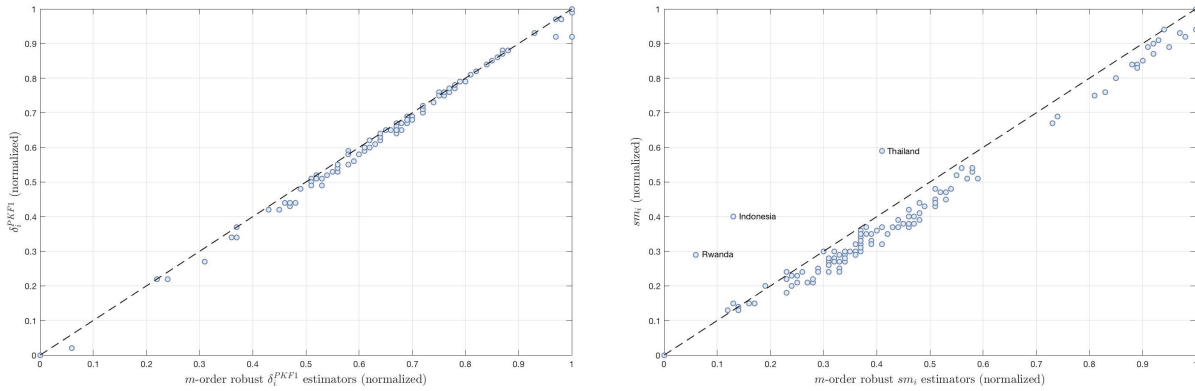 1
0.9
0.8
0.7
0.6
0.5
0.4
0.3
0.2
0.1
0
δ_i^{PKF1} (normalized)
0 0.1 0.2 0.3 0.4 0.5 0.6 0.7 0.8 0.9 1
m-order robust δ_i^{PKF1} estimators (normalized)
1
0.9
0.8
0.7
0.6
0.5
0.4
0.3
0.2
0.1
0
sm_i (normalized)
Thailand
Indonesia
Rwanda
0 0.1 0.2 0.3 0.4 0.5 0.6 0.7 0.8 0.9 1
m-order robust sm_i estimators (normalized)